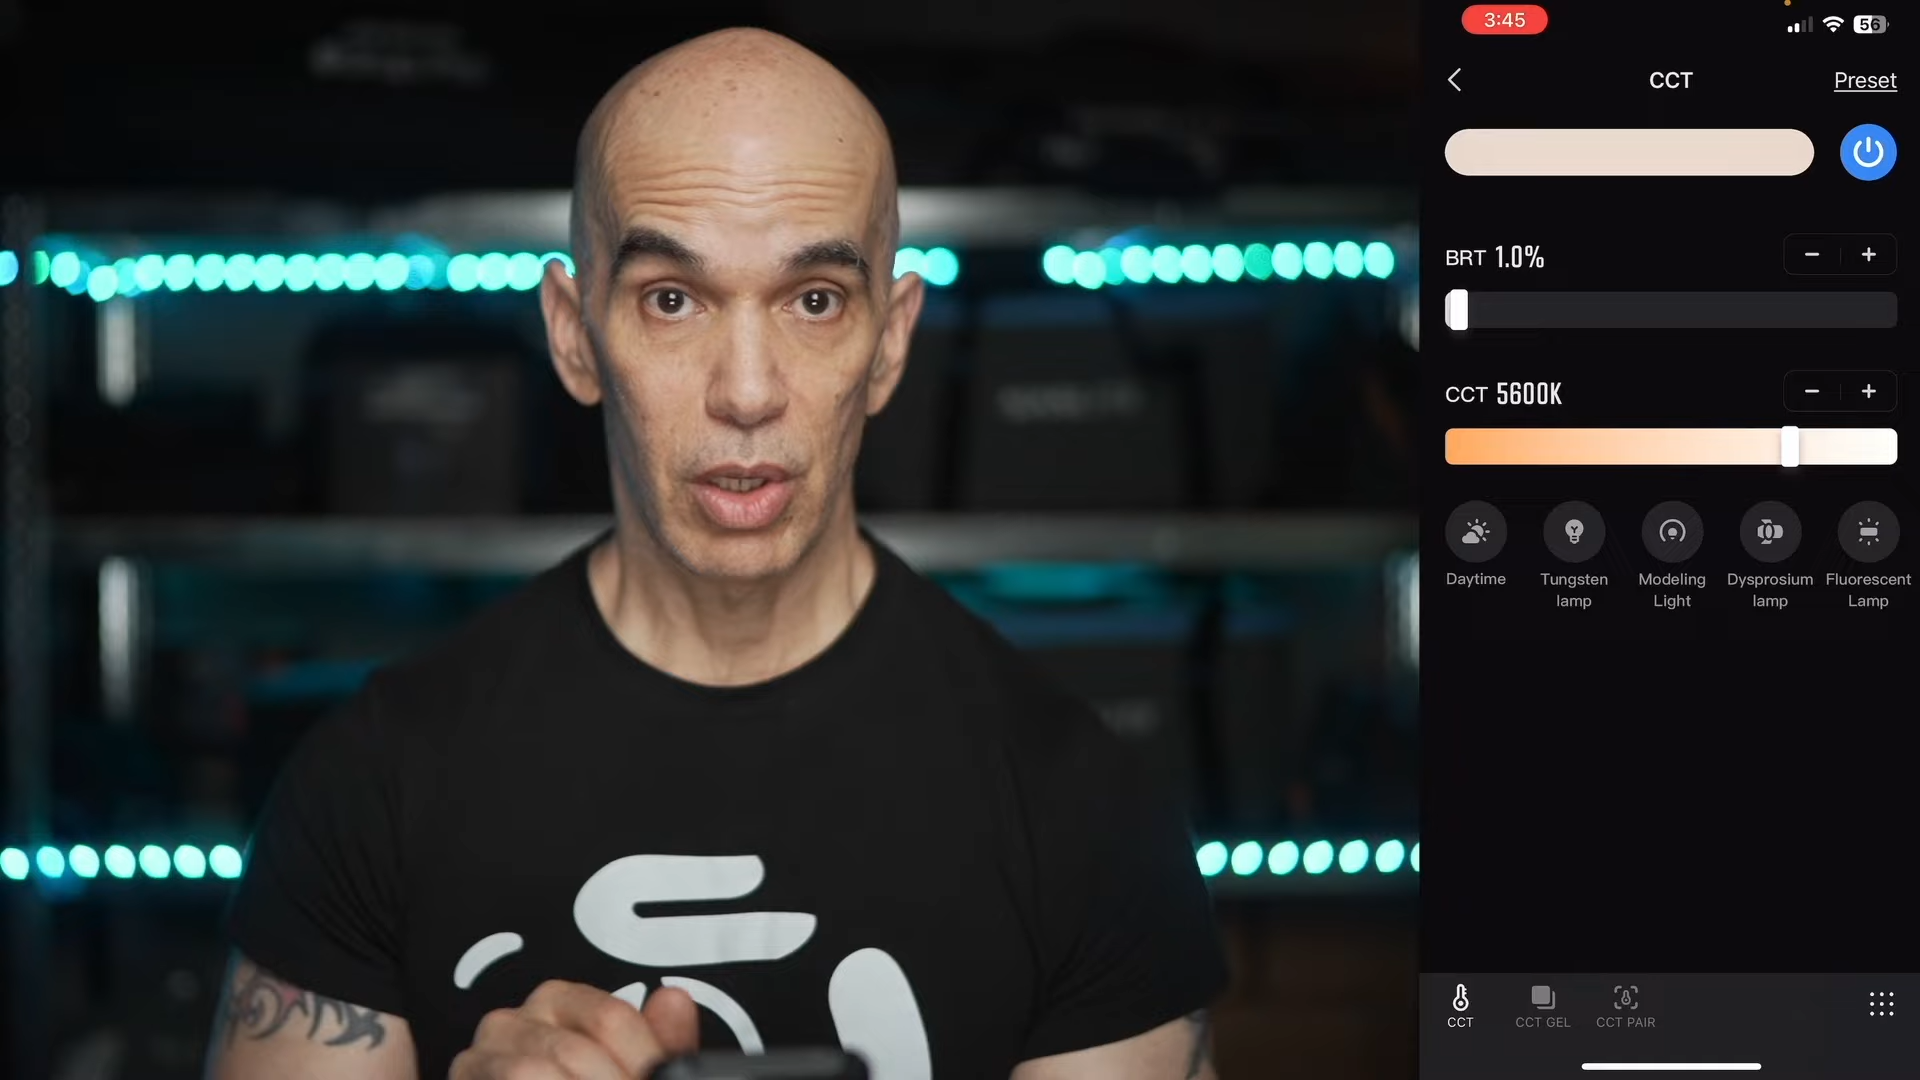 3:45
56
CCT
Preset
BRT 1.0%
CCT 5600K
Daytime
Tungsten
lamp
Modeling
Light
Dysprosium
lamp
Fluorescent
Lamp
CCT
CCT GEL
CCT PAIR